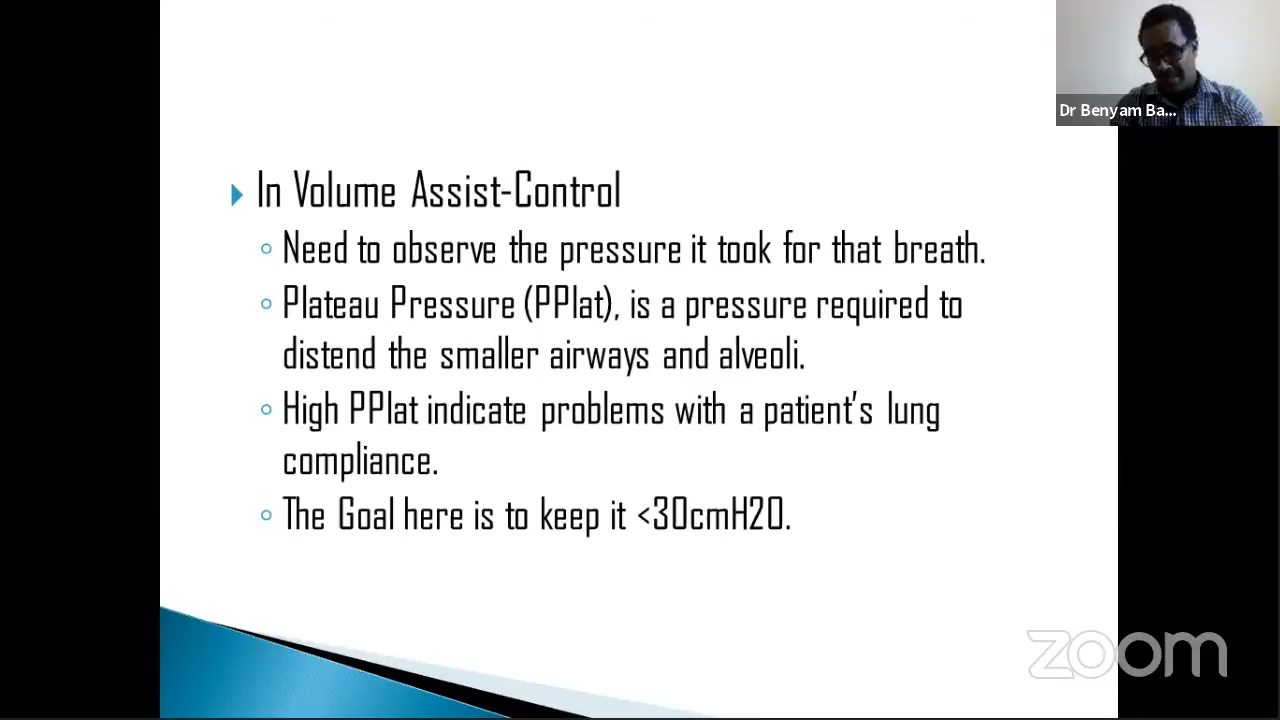 Dr Benyam Ba...
In Volume Assist-Control
Need to observe the pressure it took for that breath.
Plateau Pressure (PPlat), is a pressure required to
distend the smaller airways and alveoli.
High PPlat indicate problems with a patient's lung
compliance.
The Goal here is to keep it <30cmH2O.
zoom